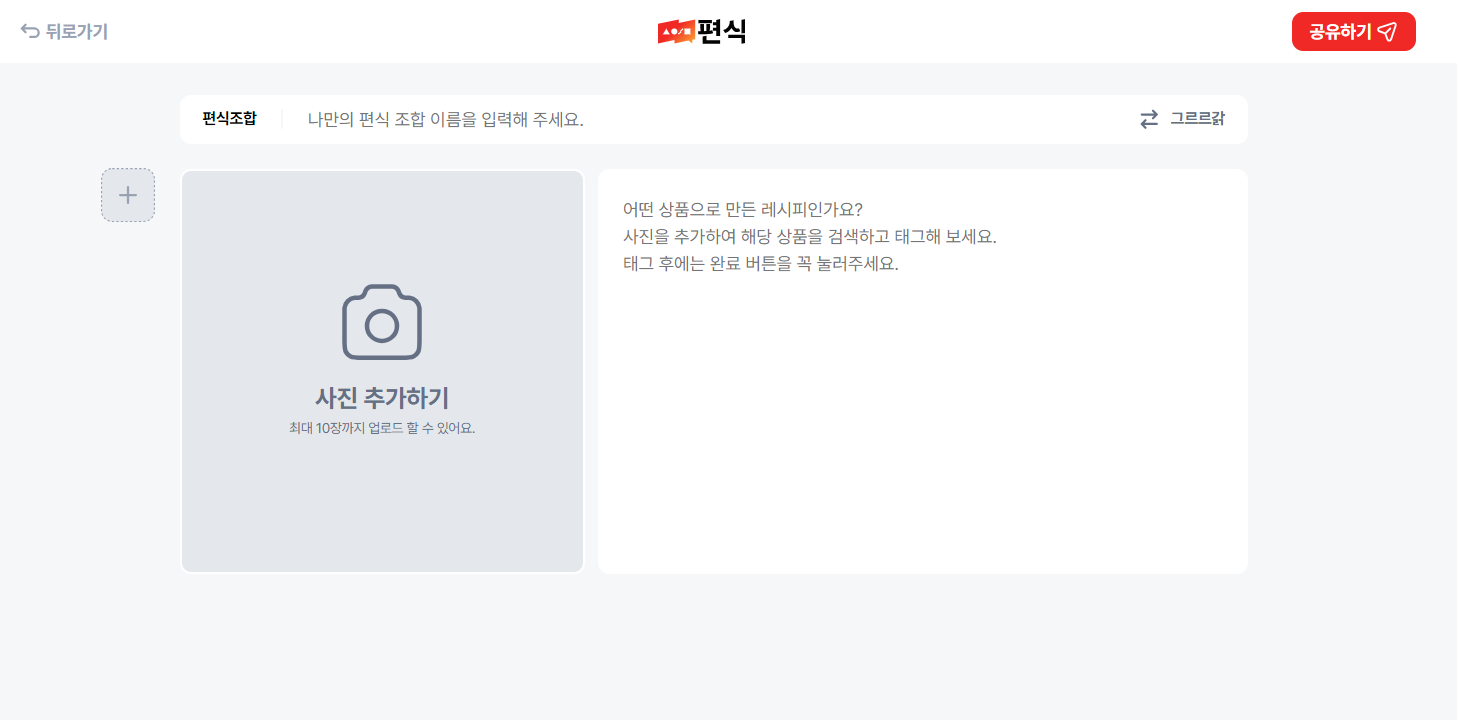 뒤로가기
편식
공유하기
편식조합
나만의 편식 조합 이름을 입력해 주세요.
그르르갉
어떤 상품으로 만든 레시피인가요?
사진을 추가하여 해당 상품을 검색하고 태그해 보세요.
태그 후에는 완료 버튼을 꼭 눌러주세요.
사진 추가하기
최대 10장까지 업로드 할 수 있어요.